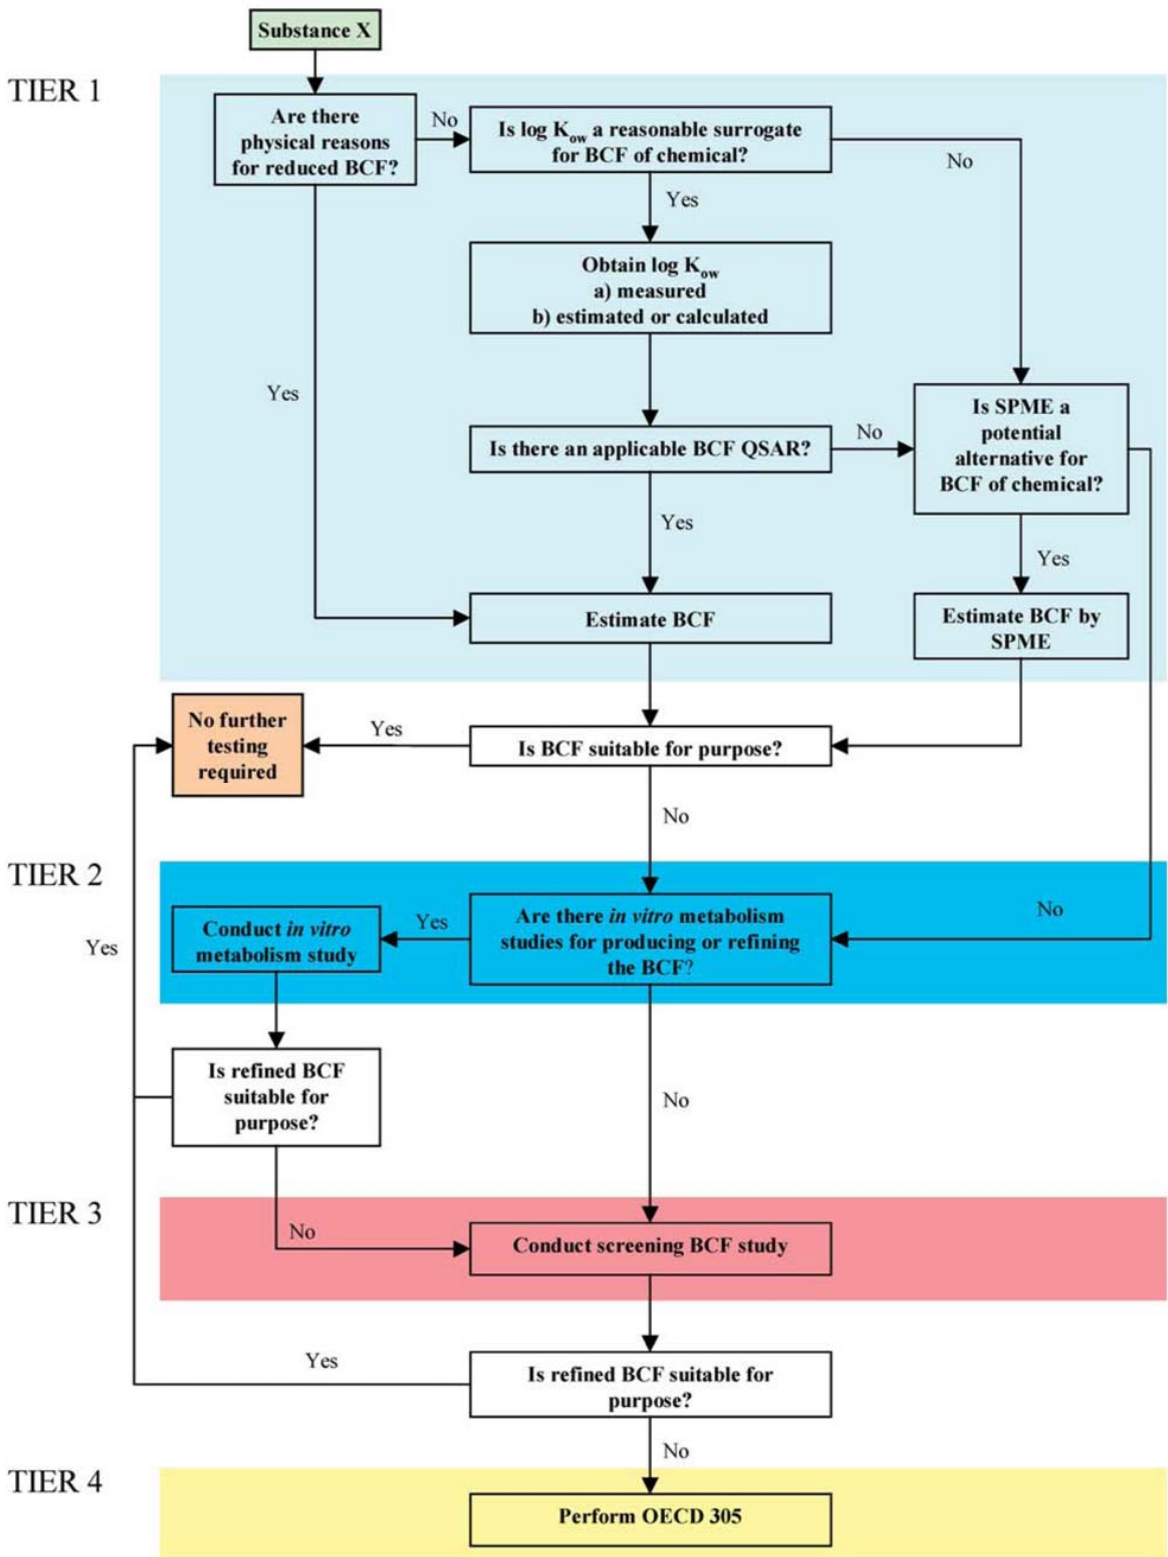 Substance X
TIER 1
Are there
physical reasons
for reduced BCF?
No
Is log Kow a reasonable surrogate
for BCF of chemical?
No
Yes
Obtain log Kow
a) measured
b) estimated or calculated
Yes
Is SPME a
potential
alternative for
BCF of chemical?
Is there an applicable BCF QSAR?
No
Yes
Yes
Estimate BCF
Estimate BCF by
SPME
No further
testing
required
Yes
Is BCF suitable for purpose?
No
TIER 2
Conduct in vitro
metabolism study
Yes
Are there in vitro metabolism
studies for producing or refining
the BCF?
No
Yes
Is refined BCF
suitable for
purpose?
No
TIER 3
No
Conduct screening BCF study
Yes
Is refined BCF suitable for
purpose?
No
TIER 4
Perform OECD 305